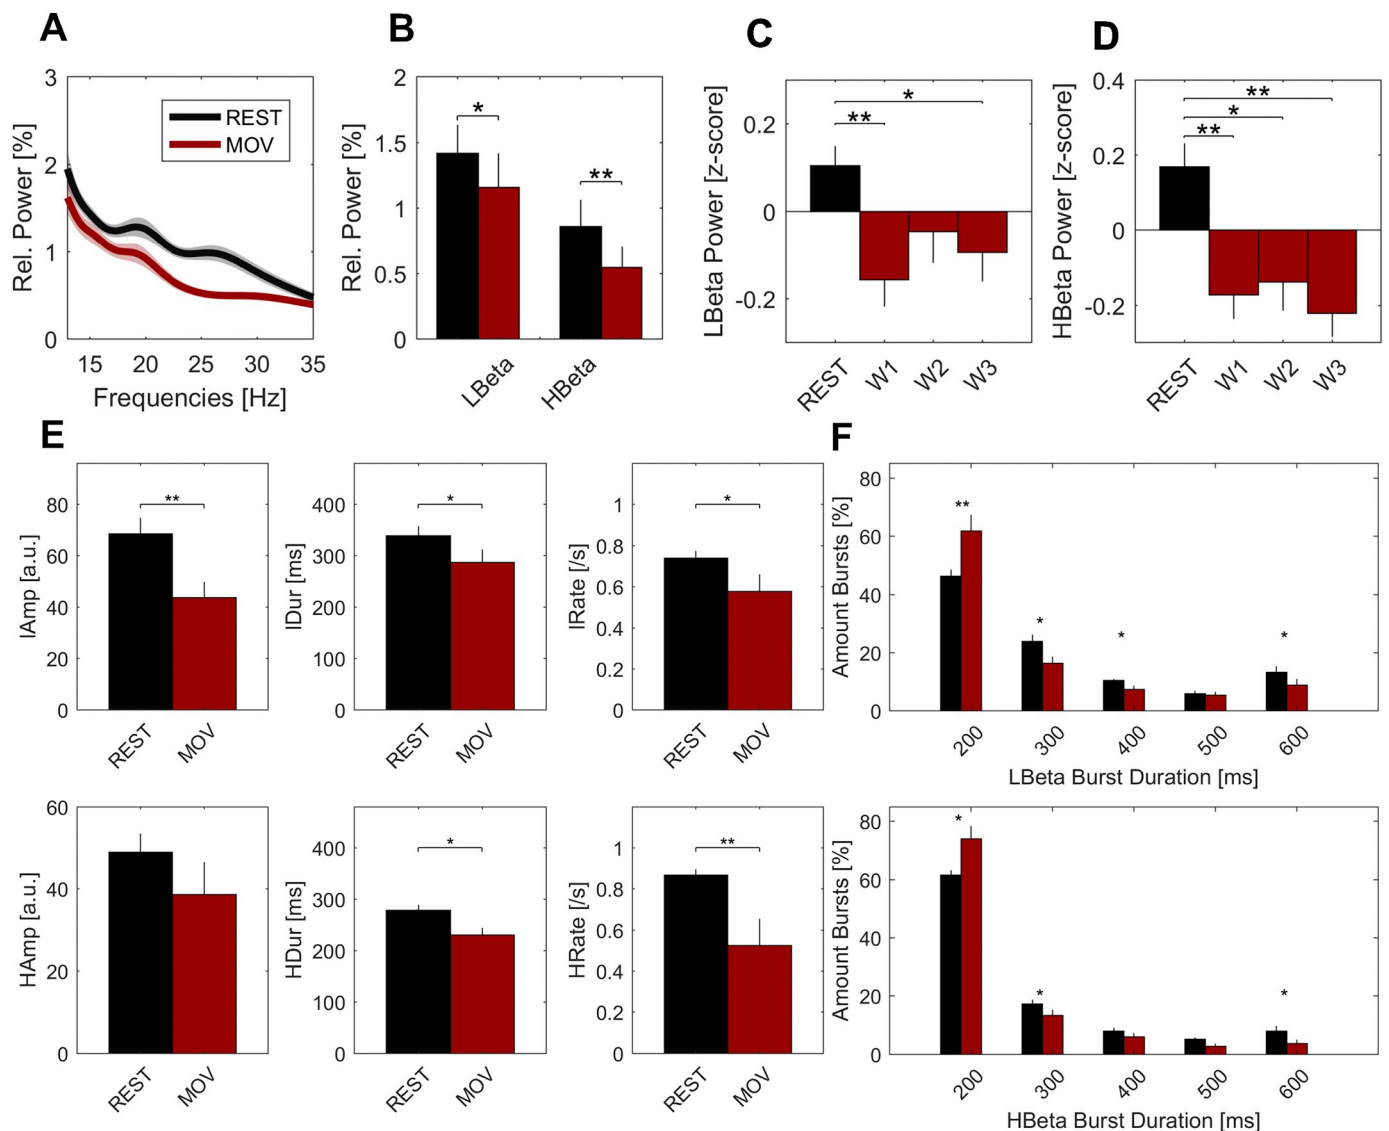 A
Rel. Power [%]
3
2
1
0
REST
MOV
15 20 25 30 35
Frequencies [Hz]
B
Rel. Power [%]
2
1.5
1
0.5
0
*
**
LBeta HBeta
C
LBeta Power [z-score]
0.2
0
-0.2
*
**
REST W1 W2 W3
D
HBeta Power [z-score]
0.4
0.2
0
-0.2
**
*
**
REST W1 W2 W3
E
lAmp [a.u.]
80
60
40
20
0
**
REST MOV
lDur [ms]
400
300
200
100
0
*
REST MOV
lRate [/s]
1
0.8
0.6
0.4
0.2
0
*
REST MOV
HAmp [a.u.]
60
40
20
0
REST MOV
HDur [ms]
400
300
200
100
0
*
REST MOV
HRate [/s]
1
0.8
0.6
0.4
0.2
0
**
REST MOV
F
Amount Bursts [%]
80
60
40
20
0
**
* * *
200 300 400 500 600
LBeta Burst Duration [ms]
Amount Bursts [%]
80
60
40
20
0
*
* *
200 300 400 500 600
HBeta Burst Duration [ms]